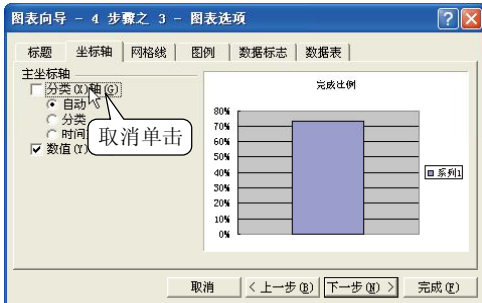 图表向导 - 4 步骤之 3 - 图表选项
标题 坐标轴 网格线 图例 数据标志 数据表
主坐标轴
分类(X)轴(G)
自动
分类
时间
数值(Y)
取消单击
完成比例
80%
70%
60%
50%
40%
30%
20%
10%
0%
系列1
取消 <上一步(B) 下一步(N)> 完成(F)